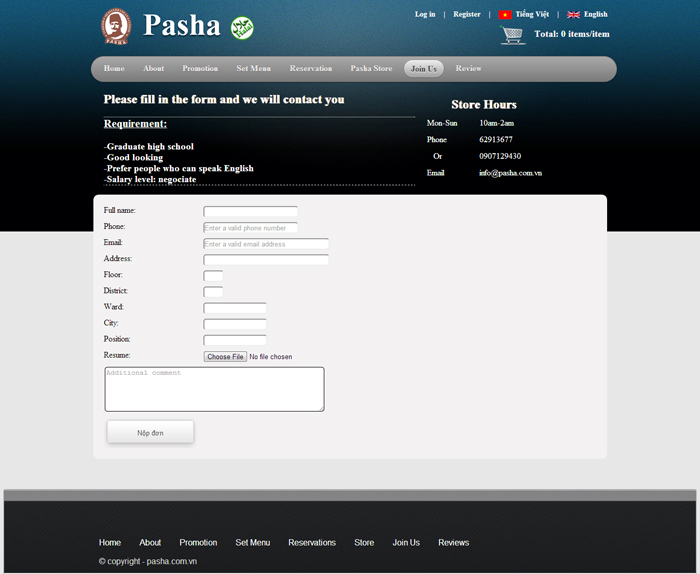 Pasha
PASHA
Log in | Register | Tiếng Việt | English
Total: 0 items/item
Home About Promotion Set Menu Reservation Pasha Store Join Us Review
Please fill in the form and we will contact you
Requirement:
-Graduate high school
-Good looking
-Prefer people who can speak English
-Salary level: negociate
Store Hours
Mon-Sun 10am-2am
Phone 62913677
Or 0907129430
Email info@pasha.com.vn
Full name:
Phone: Enter a valid phone number
Email: Enter a valid email address
Address:
Floor:
District:
Ward:
City:
Position:
Resume: Choose File No file chosen
Additional comment
Nộp đơn
Home About Promotion Set Menu Reservations Store Join Us Reviews
© copyright - pasha.com.vn